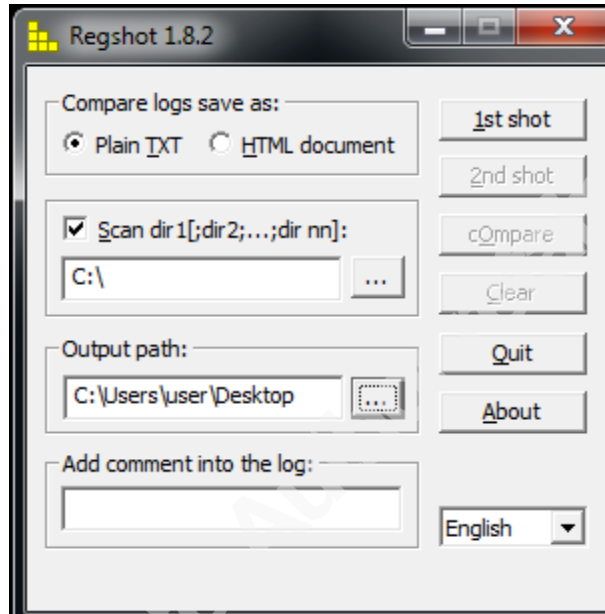 Regshot 1.8.2
Compare logs save as:
Plain TXT HTML document
Scan dir1[;dir2;...;dir nn]:
C:\
...
Output path:
C:\Users\user\Desktop
...
Add comment into the log:
1st shot
2nd shot
cOmpare
Clear
Quit
About
English